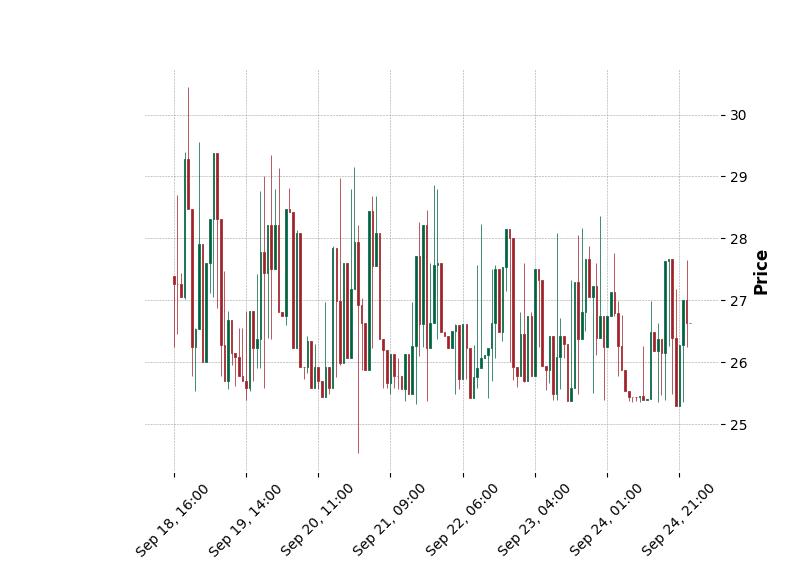 30
29
28
27
26
25
Price
Sep 18, 16:00
Sep 19, 14:00
Sep 20, 11:00
Sep 21, 09:00
Sep 22, 06:00
Sep 23, 04:00
Sep 24, 01:00
Sep 24, 21:00